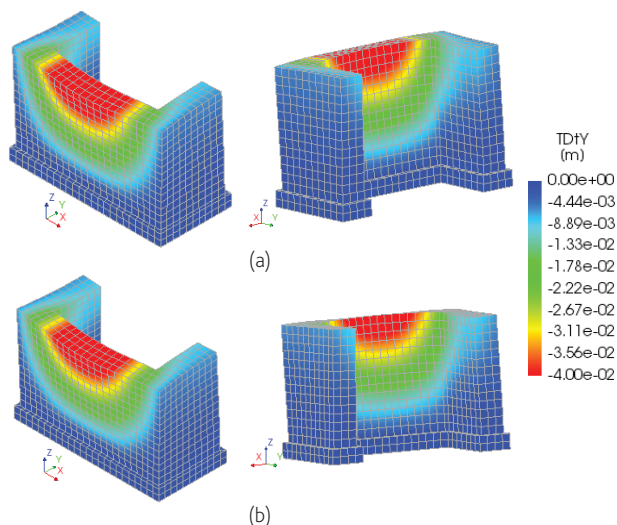 TDtY
(m)
0.00e+00
-4.44e-03
-8.89e-03
-1.33e-02
-1.78e-02
-2.22e-02
-2.67e-02
-3.11e-02
-3.56e-02
-4.00e-02
Z
Y
X
Z
X
Y
(a)
Z
Y
X
Z
X
Y
(b)